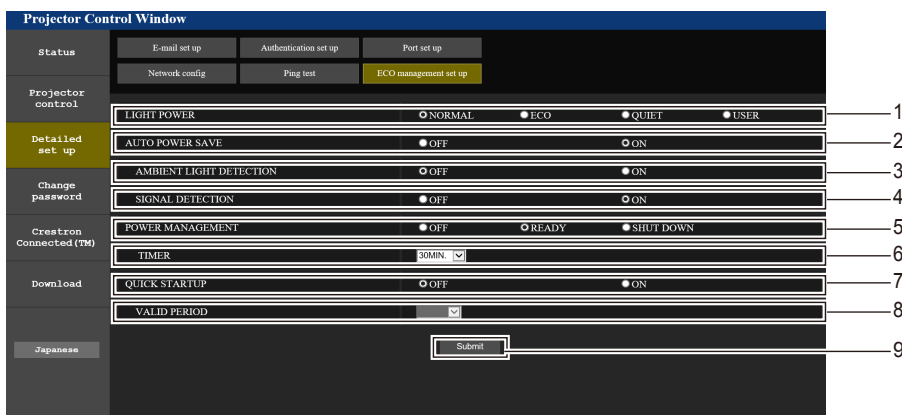 Projector Control Window
Status
E-mail set up Authentication set up Port set up
Network config Ping test ECO management set up
Projector
control
Detailed
set up
Change
password
Crestron
Connected(TM)
Download
Japanese
LIGHT POWER NORMAL ECO QUIET USER 1
AUTO POWER SAVE OFF ON 2
AMBIENT LIGHT DETECTION OFF ON 3
SIGNAL DETECTION OFF ON 4
POWER MANAGEMENT OFF READY SHUT DOWN 5
TIMER 30MIN. 6
QUICK STARTUP OFF ON 7
VALID PERIOD 8
Submit 9